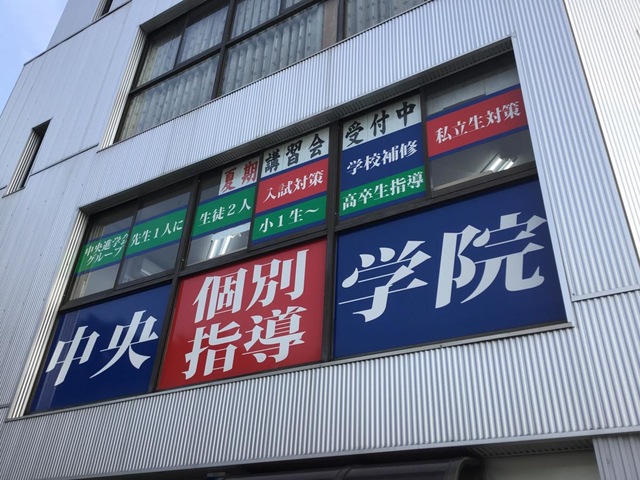 夏期講習会受付中
中央進学会
グループ
先生1人に
生徒2人
入試対策
小1生～
学校補修
高卒生指導
私立生対策
中央
個別
指導
学院